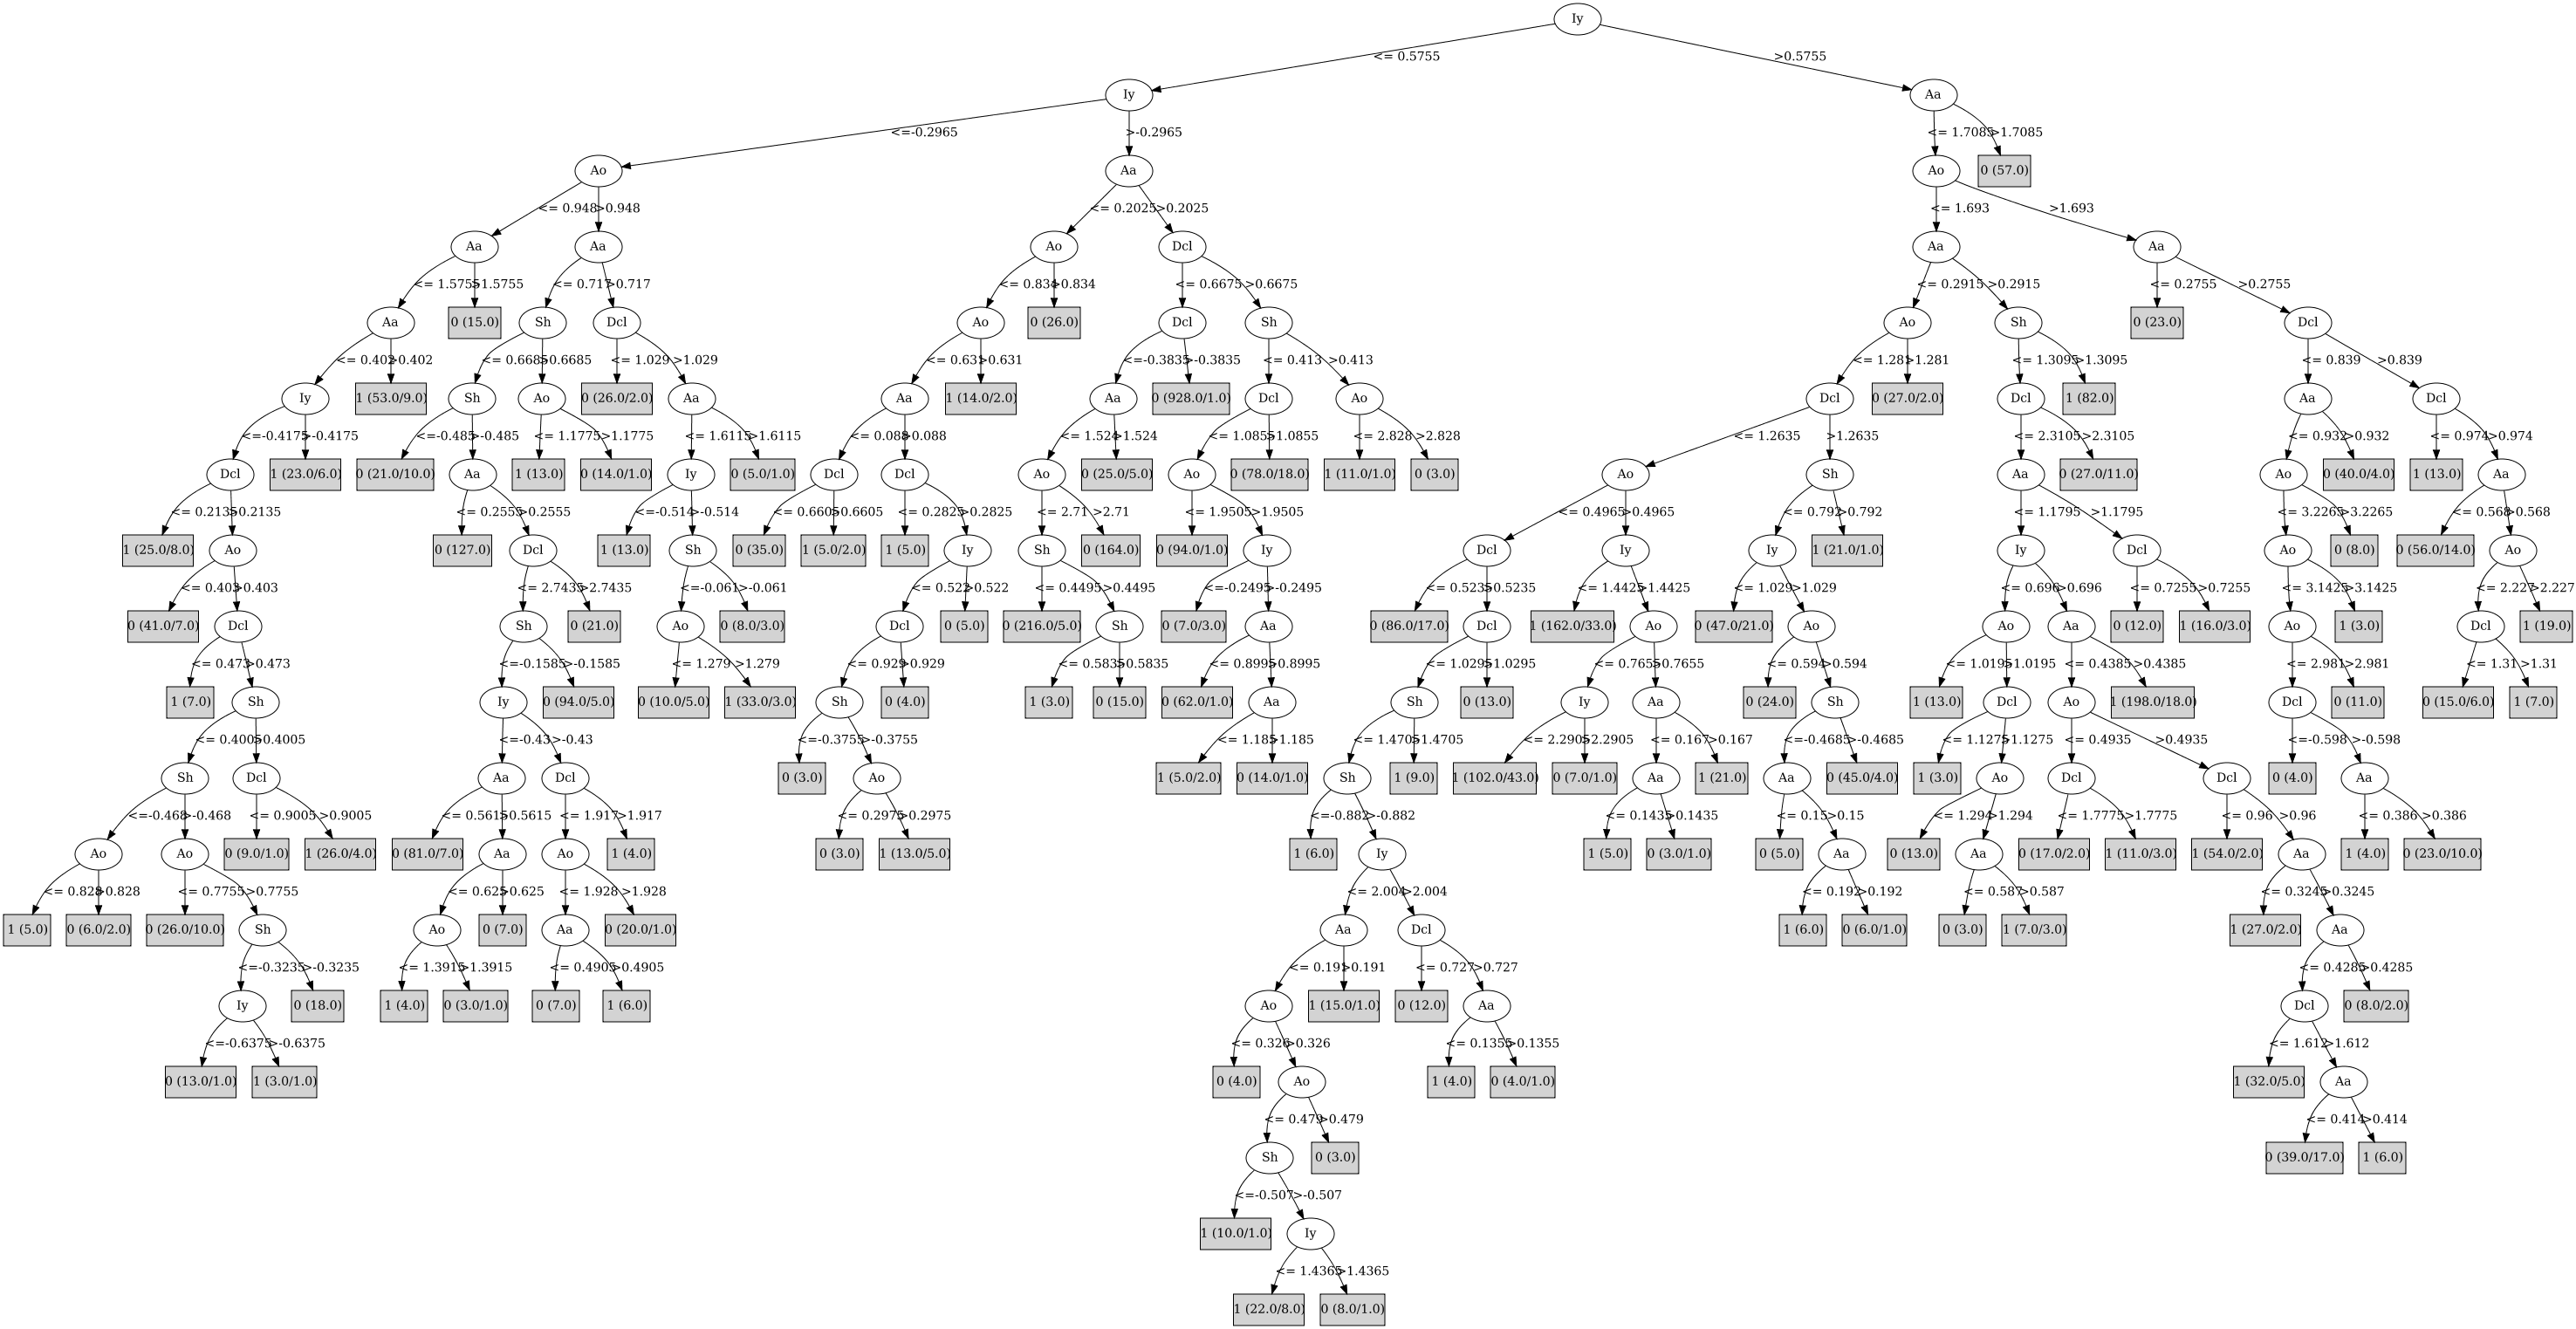 Iy
<= 0.5755 >0.5755
Iy Aa
<=-0.2965 >-0.2965 <= 1.7085 >1.7085
Ao Aa Ao 0 (57.0)
<= 0.948 >0.948 <= 0.2025 >0.2025 <= 1.693 >1.693
Aa Aa Ao Dcl Aa Aa
<= 1.5755 >1.5755 <= 0.717 >0.717 <= 0.834 >0.834 <= 0.6675 >0.6675 <= 0.2915 >0.2915 <= 0.2755 >0.2755
Aa 0 (15.0) Sh Dcl Ao 0 (26.0) Dcl Sh Ao Sh 0 (23.0) Dcl
<= 0.402 >0.402 <= 0.6685 >0.6685 <= 1.029 >1.029 <= 0.631 >0.631 <=-0.3835 >-0.3835 <= 0.413 >0.413 <= 1.281 >1.281 <= 1.3095 >1.3095 <= 0.839 >0.839
Iy 1 (53.0/9.0) Sh Ao 0 (26.0/2.0) Aa Aa 1 (14.0/2.0) Aa 0 (928.0/1.0) Dcl Ao Dcl 0 (27.0/2.0) Dcl 1 (82.0) Aa Dcl
<=-0.4175 >-0.4175 <=-0.485 >-0.485 <= 1.1775 >1.1775 <= 1.6115 >1.6115 <= 0.088 >0.088 <= 1.524 >1.524 <= 1.0855 >1.0855 <= 2.828 >2.828 <= 1.2635 >1.2635 <= 2.3105 >2.3105 <= 0.932 >0.932 <= 0.974 >0.974
Dcl 1 (23.0/6.0) 0 (21.0/10.0) Aa 1 (13.0) 0 (14.0/1.0) Iy 0 (5.0/1.0) Dcl Dcl Ao 0 (25.0/5.0) Ao 0 (78.0/18.0) 1 (11.0/1.0) 0 (3.0) Ao Sh Aa 0 (27.0/11.0) Ao 0 (40.0/4.0) 1 (13.0) Aa
<= 0.2135 >0.2135 <= 0.2555 >0.2555 <=-0.514 >-0.514 <= 0.6605 >0.6605 <= 0.2825 >0.2825 <= 2.71 >2.71 <= 1.9505 >1.9505 <= 0.4965 >0.4965 <= 0.792 >0.792 <= 1.1795 >1.1795 <= 3.2265 >3.2265 <= 0.568 >0.568
1 (25.0/8.0) Ao 0 (127.0) Dcl 1 (13.0) Sh 0 (35.0) 1 (5.0/2.0) 1 (5.0) Iy Sh 0 (164.0) 0 (94.0/1.0) Iy Dcl Iy Iy 1 (21.0/1.0) Iy Dcl Ao 0 (8.0) 0 (56.0/14.0) Ao
<= 0.403 >0.403 <= 2.7435 >2.7435 <=-0.061 >-0.061 <= 0.522 >0.522 <= 0.4495 >0.4495 <=-0.2495 >-0.2495 <= 0.5235 >0.5235 <= 1.4425 >1.4425 <= 1.029 >1.029 <= 0.696 >0.696 <= 0.7255 >0.7255 <= 3.1425 >3.1425 <= 2.227 >2.227
0 (41.0/7.0) Dcl Sh 0 (21.0) Ao 0 (8.0/3.0) Dcl 0 (5.0) 0 (216.0/5.0) Sh 0 (7.0/3.0) Aa 0 (86.0/17.0) Dcl 1 (162.0/33.0) Ao 0 (47.0/21.0) Ao Ao Aa 0 (12.0) 1 (16.0/3.0) Ao 1 (3.0) Dcl 1 (19.0)
<= 0.473 >0.473 <=-0.1585 >-0.1585 <= 1.279 >1.279 <= 0.929 >0.929 <= 0.5835 >0.5835 <= 0.8995 >0.8995 <= 1.0295 >1.0295 <= 0.7655 >0.7655 <= 0.594 >0.594 <= 1.0195 >1.0195 <= 0.4385 >0.4385 <= 2.981 >2.981 <= 1.31 >1.31
1 (7.0) Sh Iy 0 (94.0/5.0) 0 (10.0/5.0) 1 (33.0/3.0) Sh 0 (4.0) 1 (3.0) 0 (15.0) 0 (62.0/1.0) Aa Sh 0 (13.0) Iy Aa 0 (24.0) Sh 1 (13.0) Dcl Ao 1 (198.0/18.0) Dcl 0 (11.0) 0 (15.0/6.0) 1 (7.0)
<= 0.4005 >0.4005 <=-0.43 >-0.43 <=-0.3755 >-0.3755 <= 1.185 >1.185 <= 1.4705 >1.4705 <= 2.2905 >2.2905 <= 0.167 >0.167 <=-0.4685 >-0.4685 <= 1.1275 >1.1275 <= 0.4935 >0.4935 <=-0.598 >-0.598
Sh Dcl Aa Dcl 0 (3.0) Ao 1 (5.0/2.0) 0 (14.0/1.0) Sh 1 (9.0) 1 (102.0/43.0) 0 (7.0/1.0) Aa 1 (21.0) Aa 0 (45.0/4.0) 1 (3.0) Ao Dcl Dcl 0 (4.0) Aa
<=-0.468 >-0.468 <= 0.9005 >0.9005 <= 0.5615 >0.5615 <= 1.917 >1.917 <= 0.2975 >0.2975 <=-0.882 >-0.882 <= 0.1435 >0.1435 <= 0.15 >0.15 <= 1.294 >1.294 <= 1.7775 >1.7775 <= 0.96 >0.96 <= 0.386 >0.386
Ao Ao 0 (9.0/1.0) 1 (26.0/4.0) 0 (81.0/7.0) Aa Ao 1 (4.0) 0 (3.0) 1 (13.0/5.0) 1 (6.0) Iy 1 (5.0) 0 (3.0/1.0) 0 (5.0) Aa 0 (13.0) Aa 0 (17.0/2.0) 1 (11.0/3.0) 1 (54.0/2.0) Aa 1 (4.0) 0 (23.0/10.0)
<= 0.828 >0.828 <= 0.7755 >0.7755 <= 0.625 >0.625 <= 1.928 >1.928 <= 2.004 >2.004 <= 0.192 >0.192 <= 0.587 >0.587 <= 0.3245 >0.3245
1 (5.0) 0 (6.0/2.0) 0 (26.0/10.0) Sh Ao 0 (7.0) Aa 0 (20.0/1.0) Aa Dcl 1 (6.0) 0 (6.0/1.0) 0 (3.0) 1 (7.0/3.0) 1 (27.0/2.0) Aa
<=-0.3235 >-0.3235 <= 1.3915 >1.3915 <= 0.4905 >0.4905 <= 0.191 >0.191 <= 0.727 >0.727 <= 0.4285 >0.4285
Iy 0 (18.0) 1 (4.0) 0 (3.0/1.0) 0 (7.0) 1 (6.0) Ao 1 (15.0/1.0) 0 (12.0) Aa Dcl 0 (8.0/2.0)
<=-0.6375 >-0.6375 <= 0.326 >0.326 <= 0.1355 >0.1355 <= 1.612 >1.612
0 (13.0/1.0) 1 (3.0/1.0) 0 (4.0) Ao 1 (4.0) 0 (4.0/1.0) 1 (32.0/5.0) Aa
<= 0.479 >0.479 <= 0.414 >0.414
Sh 0 (3.0) 0 (39.0/17.0) 1 (6.0)
<=-0.507 >-0.507
1 (10.0/1.0) Iy
<= 1.4365 >1.4365
1 (22.0/8.0) 0 (8.0/1.0)